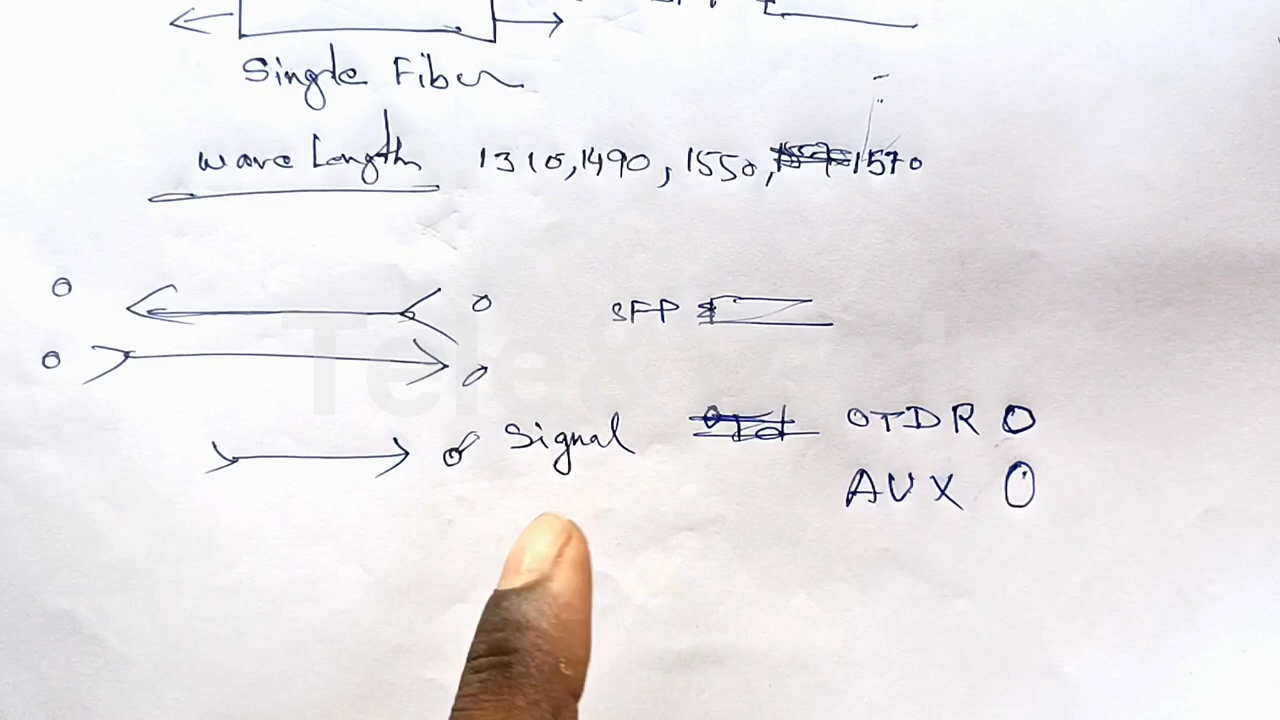 Single Fiber
wave Length 1310, 1490, 1550, 1570
SFP
Signal
OTDR O
AUX O